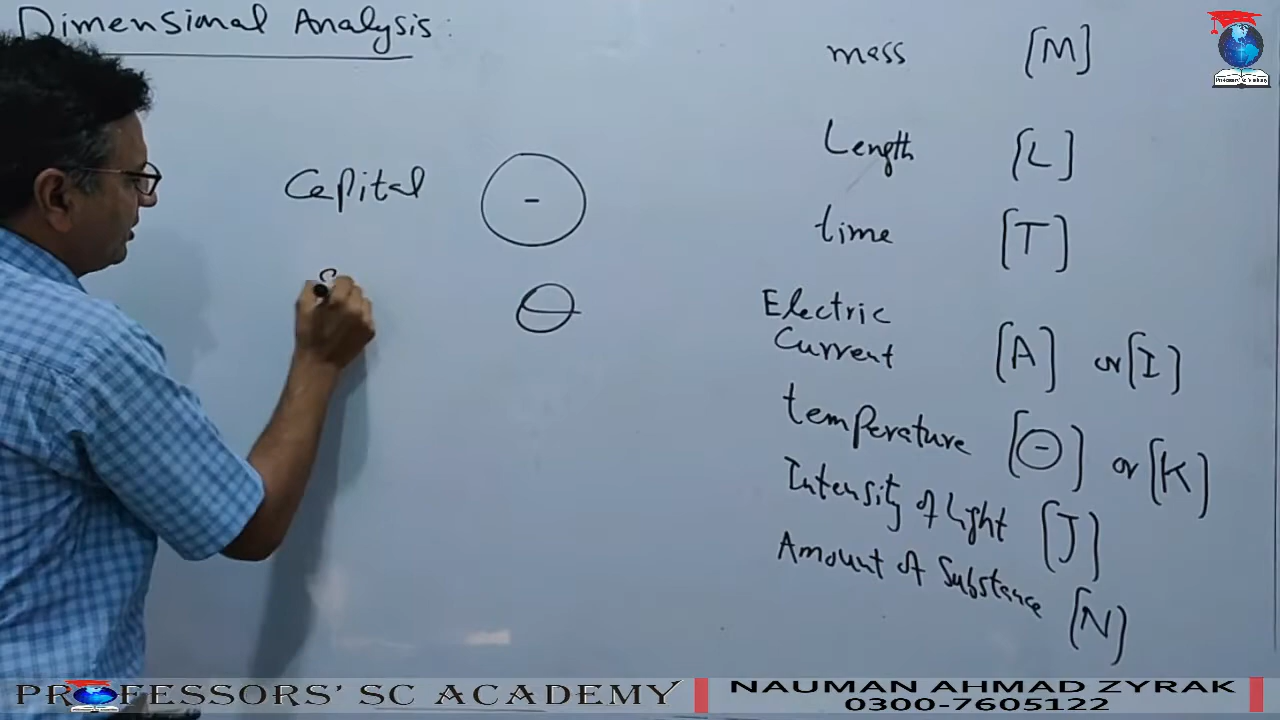 Dimensional Analysis:
Capital Θ
θ
mass [M]
Length [L]
time [T]
Electric
Current [A] or [I]
temperature [Θ] or [K]
Intensity of light [J]
Amount of Substance [N]
PROFESSORS' SC ACADEMY
NAUMAN AHMAD ZYRAK
0300-7605122